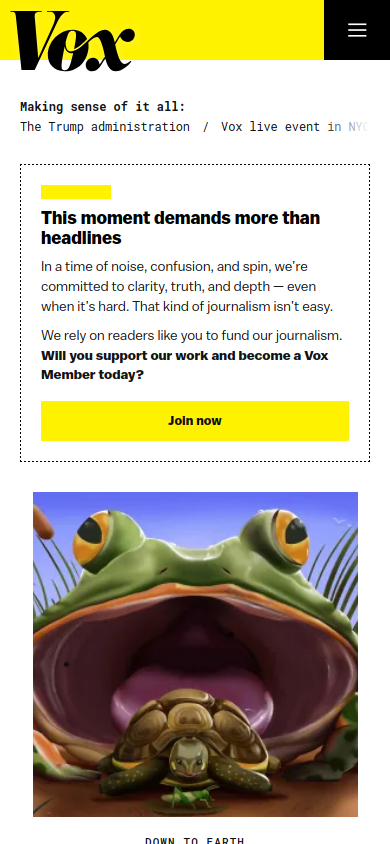 Vox
Making sense of it all:
The Trump administration / Vox live event in NYC
This moment demands more than
headlines
In a time of noise, confusion, and spin, we're
committed to clarity, truth, and depth — even
when it's hard. That kind of journalism isn't easy.
We rely on readers like you to fund our journalism.
Will you support our work and become a Vox
Member today?
Join now
DOWN TO EARTH